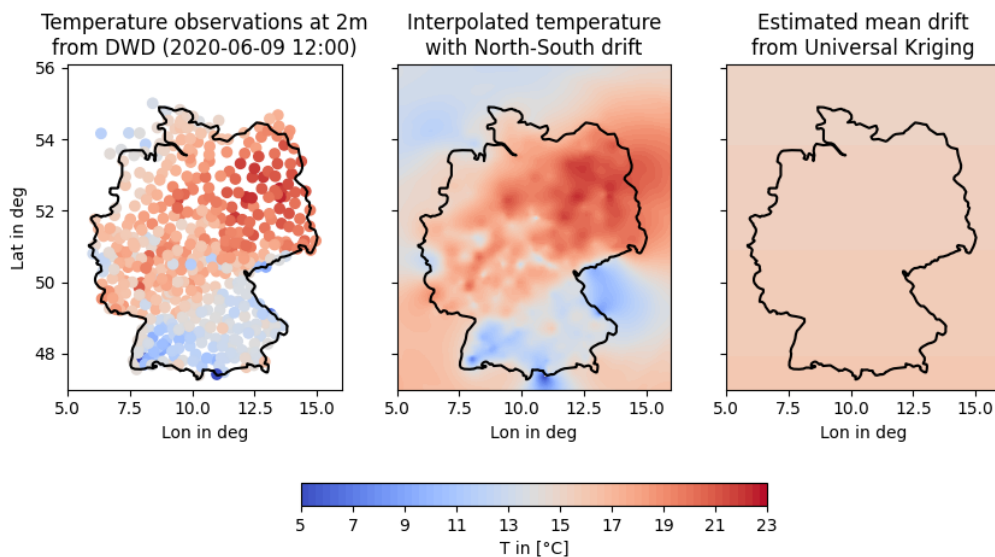 Temperature observations at 2m
from DWD (2020-06-09 12:00)
Interpolated temperature
with North-South drift
Estimated mean drift
from Universal Kriging
56
54
52
50
48
Lat in deg
5.0 7.5 10.0 12.5 15.0
5.0 7.5 10.0 12.5 15.0
5.0 7.5 10.0 12.5 15.0
Lon in deg
Lon in deg
Lon in deg
5 7 9 11 13 15 17 19 21 23
T in [°C]